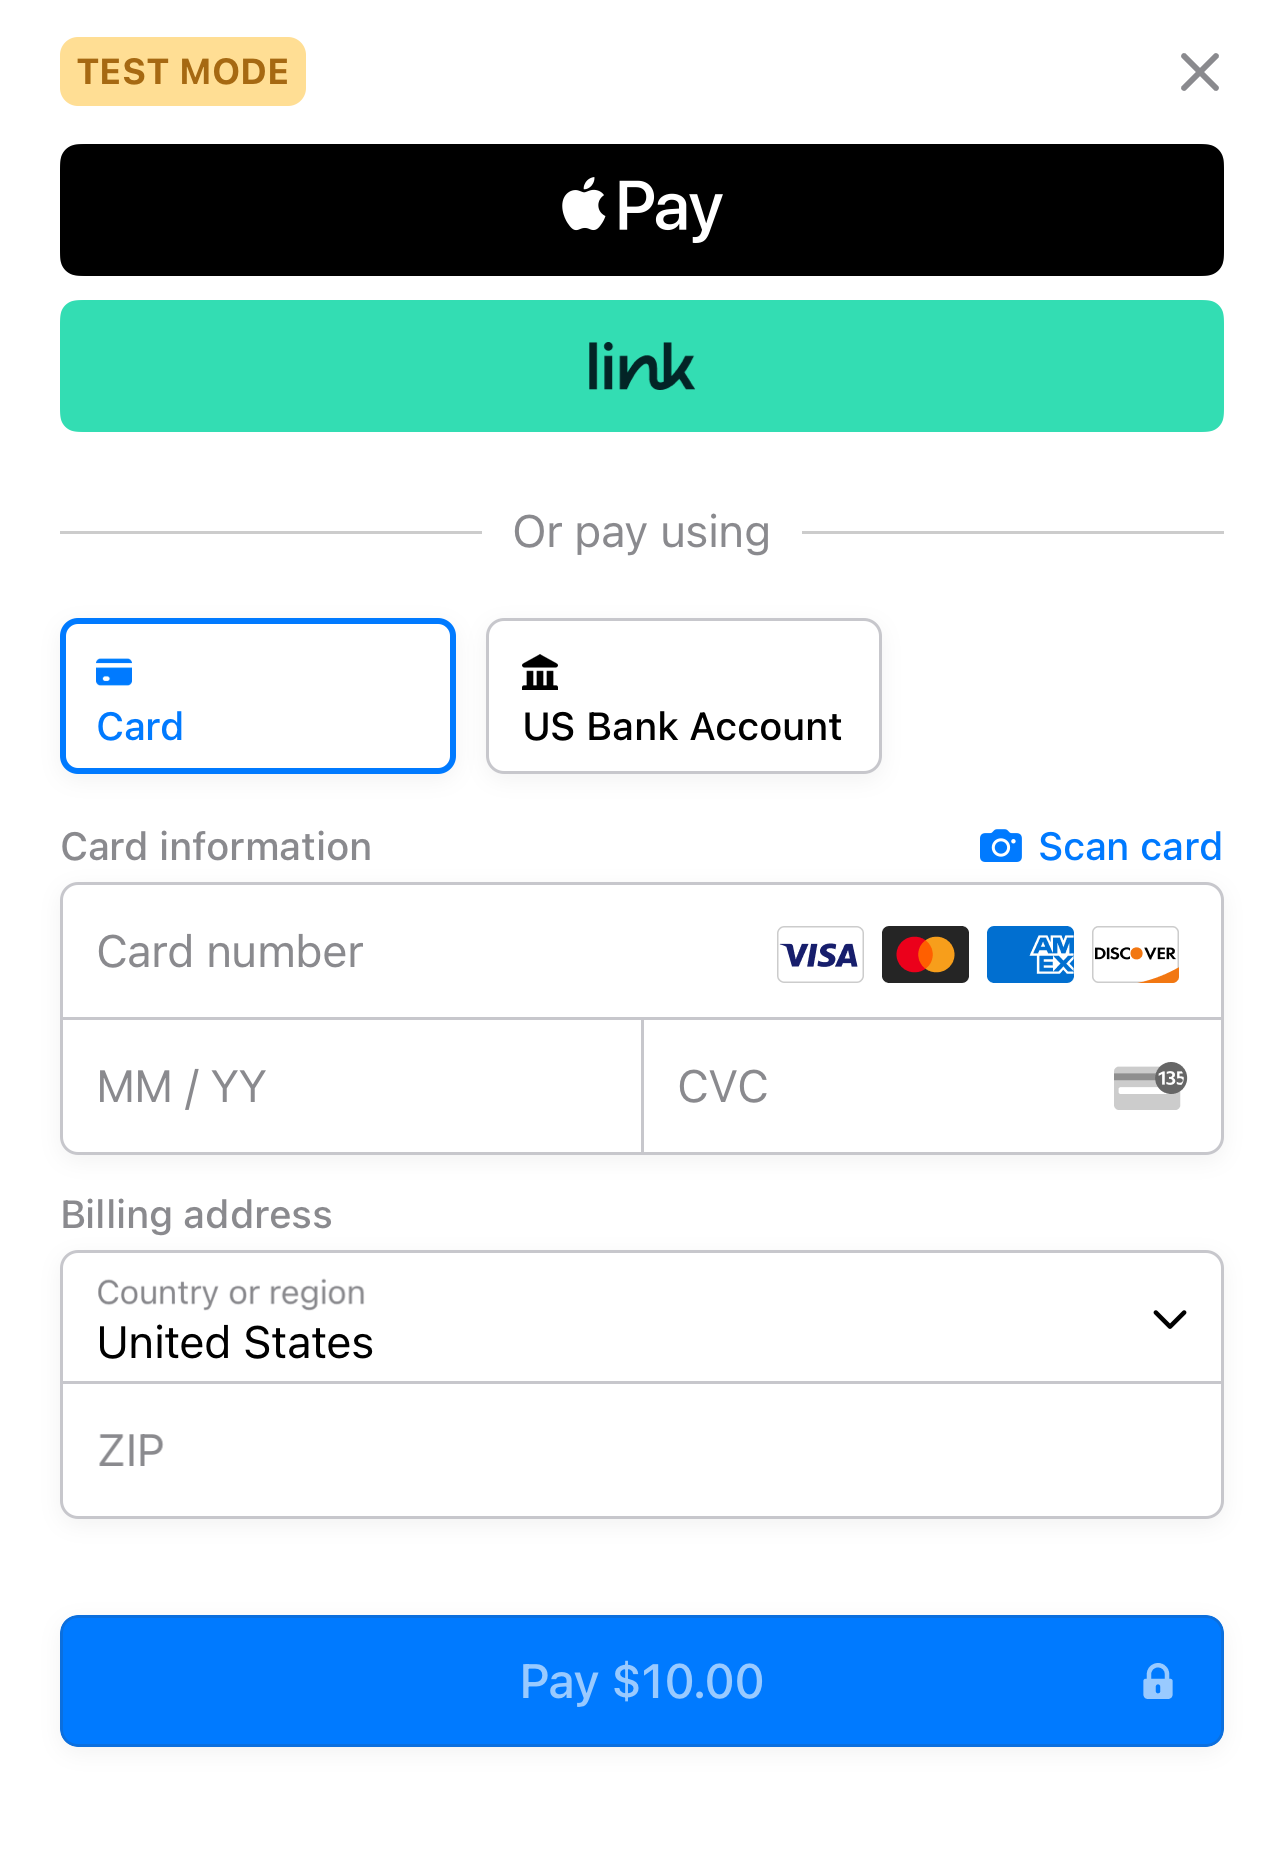 TEST MODE
Pay
link
Or pay using
Card
US Bank Account
Card information
Scan card
Card number
VISA
AM
EX
DISCOVER
MM / YY
CVC
135
Billing address
Country or region
United States
ZIP
Pay $10.00